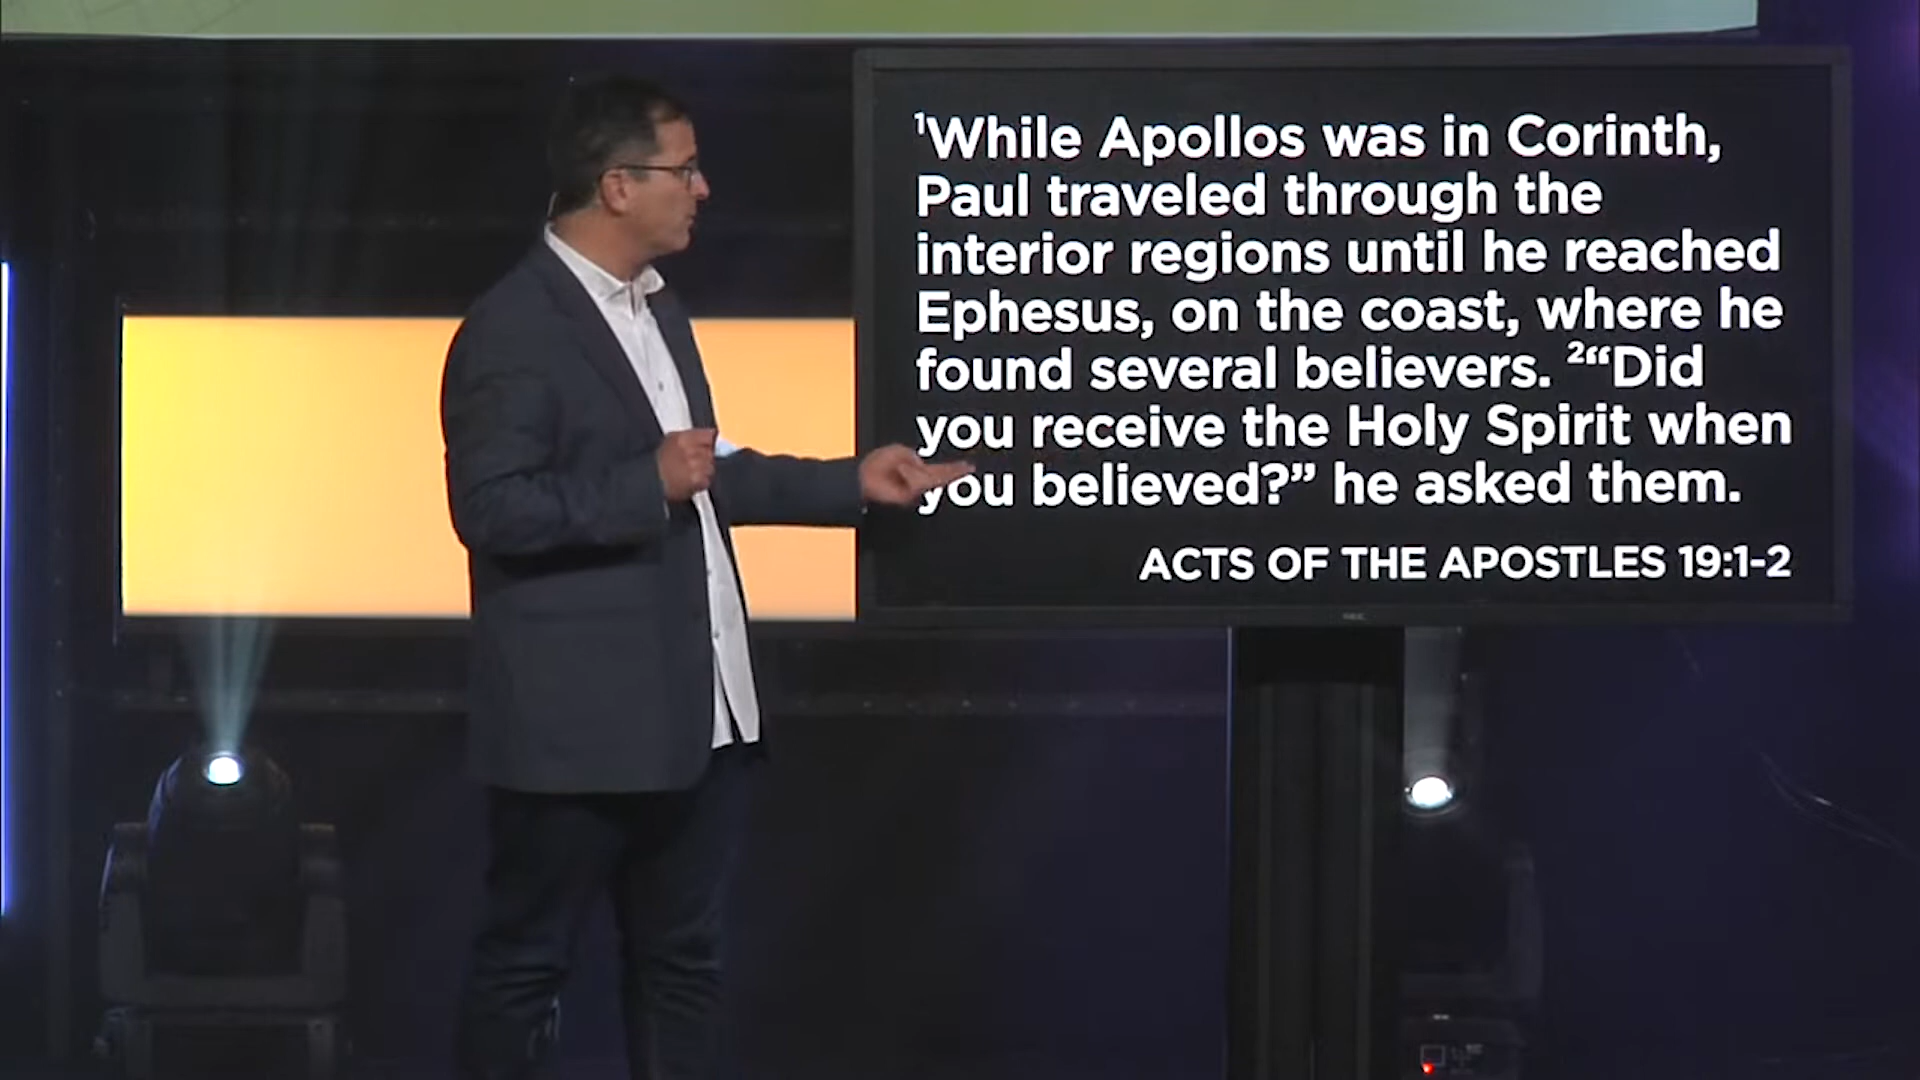 ¹While Apollos was in Corinth,
Paul traveled through the
interior regions until he reached
Ephesus, on the coast, where he
found several believers. ²“Did
you receive the Holy Spirit when
you believed?” he asked them.
ACTS OF THE APOSTLES 19:1-2